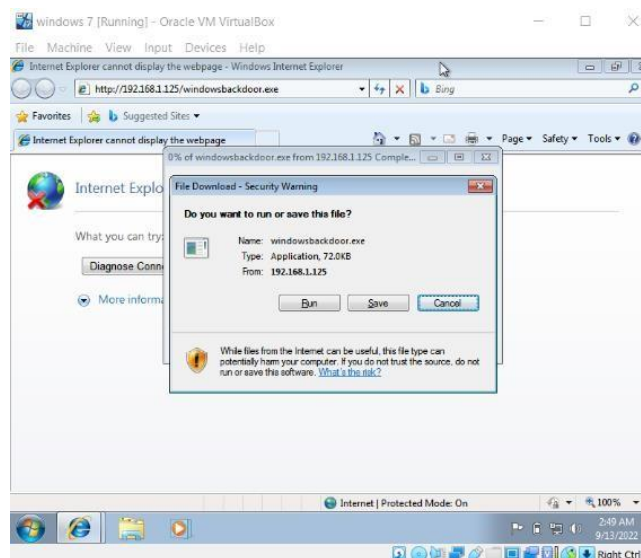 windows 7 [Running] - Oracle VM VirtualBox
File Machine View Input Devices Help
Internet Explorer cannot display the webpage - Windows Internet Explorer
http://192.168.1.125/windowsbackdoor.exe
Bing
Favorites Suggested Sites
Internet Explorer cannot display the webpage
Page Safety Tools
0% of windowsbackdoor.exe from 192.168.1.125 Comple...
Internet Explo
File Download - Security Warning
Do you want to run or save this file?
What you can try:
Name: windowsbackdoor.exe
Type: Application, 72.0KB
From: 192.168.1.125
Diagnose Conn
More informa
Run Save Cancel
While files from the Internet can be useful, this file type can
potentially harm your computer. If you do not trust the source, do not
run or save this software. What's the risk?
Internet | Protected Mode: On
100%
2:49 AM
9/13/2022
Right Ctrl